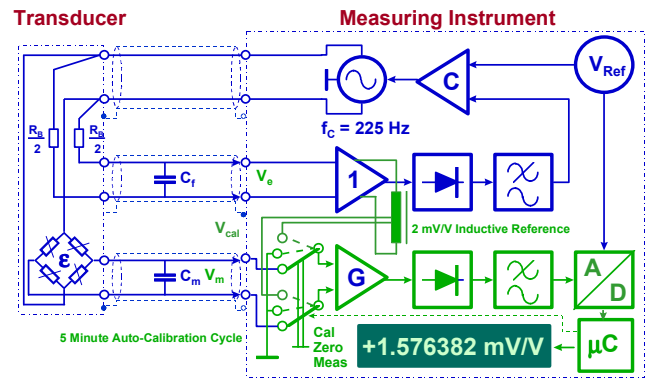 Transducer
Measuring Instrument
V_Ref
C
f_C = 225 Hz
R_B
2
R_B
2
C_f
V_e
1
V_cal
2 mV/V Inductive Reference
ε
C_m
V_m
G
A
D
5 Minute Auto-Calibration Cycle
Cal
Zero
Meas
+1.576382 mV/V
µC